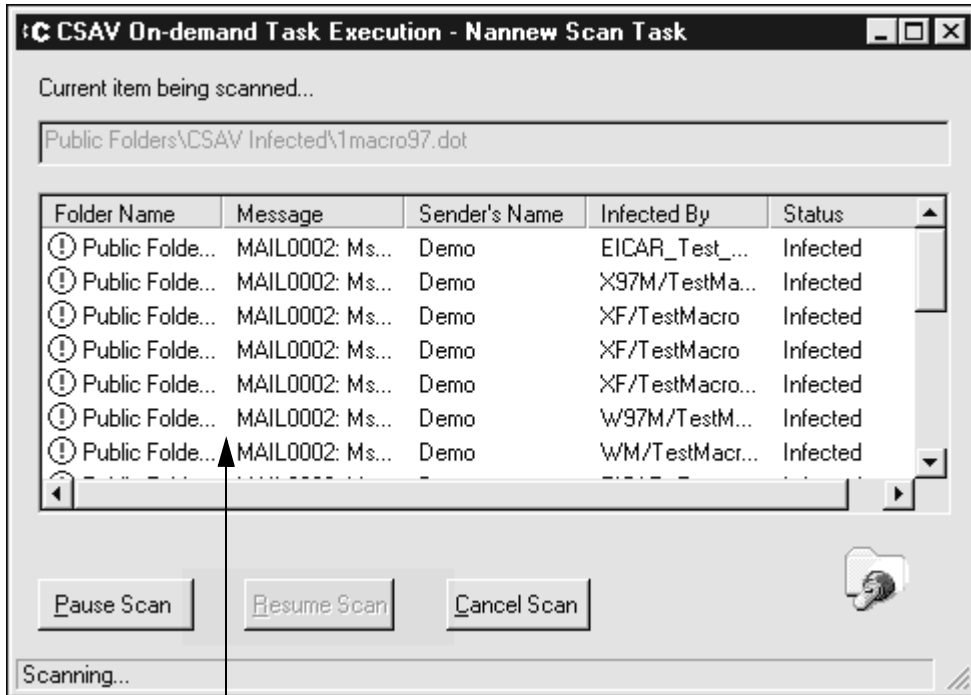 CSAV On-demand Task Execution - Nannew Scan Task
Current item being scanned...
Public Folders\CSAV Infected\1macro97.dot
Folder Name Message Sender's Name Infected By Status
Public Folde... MAIL0002: Ms... Demo EICAR_Test_... Infected
Public Folde... MAIL0002: Ms... Demo X97M/TestMa... Infected
Public Folde... MAIL0002: Ms... Demo XF/TestMacro Infected
Public Folde... MAIL0002: Ms... Demo XF/TestMacro Infected
Public Folde... MAIL0002: Ms... Demo XF/TestMacro... Infected
Public Folde... MAIL0002: Ms... Demo W97M/TestM... Infected
Public Folde... MAIL0002: Ms... Demo WM/TestMacr... Infected
Pause Scan Resume Scan Cancel Scan
Scanning...